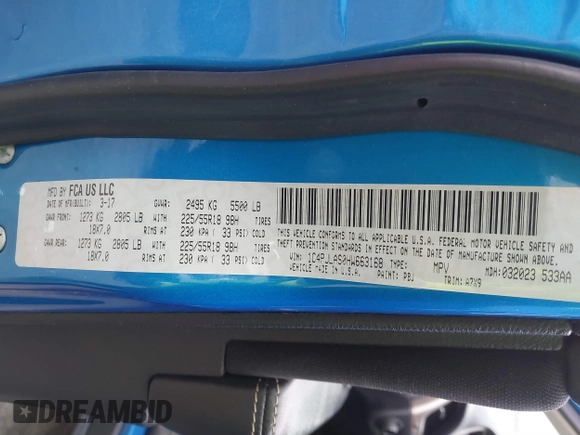 MFD BY FCA US LLC
DATE OF MFR(BUILT): 3-17 GVWR: 2495 KG 5500 LB
GAWR FRONT: 1273 KG 2805 LB WITH 225/55R18 98H TIRES
18X7.0 RIMS AT 230 KPA ( 33 PSI) COLD
GAWR REAR: 1273 KG 2805 LB WITH 225/55R18 98H TIRES
18X7.0 RIMS AT 230 KPA ( 33 PSI) COLD
THIS VEHICLE CONFORMS TO ALL APPLICABLE U.S.A. FEDERAL MOTOR VEHICLE SAFETY AND
THEFT PREVENTION STANDARDS IN EFFECT ON THE DATE OF MANUFACTURE SHOWN ABOVE.
VIN: 1C4PJLAS0HW663168 TYPE: MPV MDH: 032023 533AA
VEHICLE MADE IN U.S.A. PAINT: PBJ TRIM: A7X9
DREAMBID